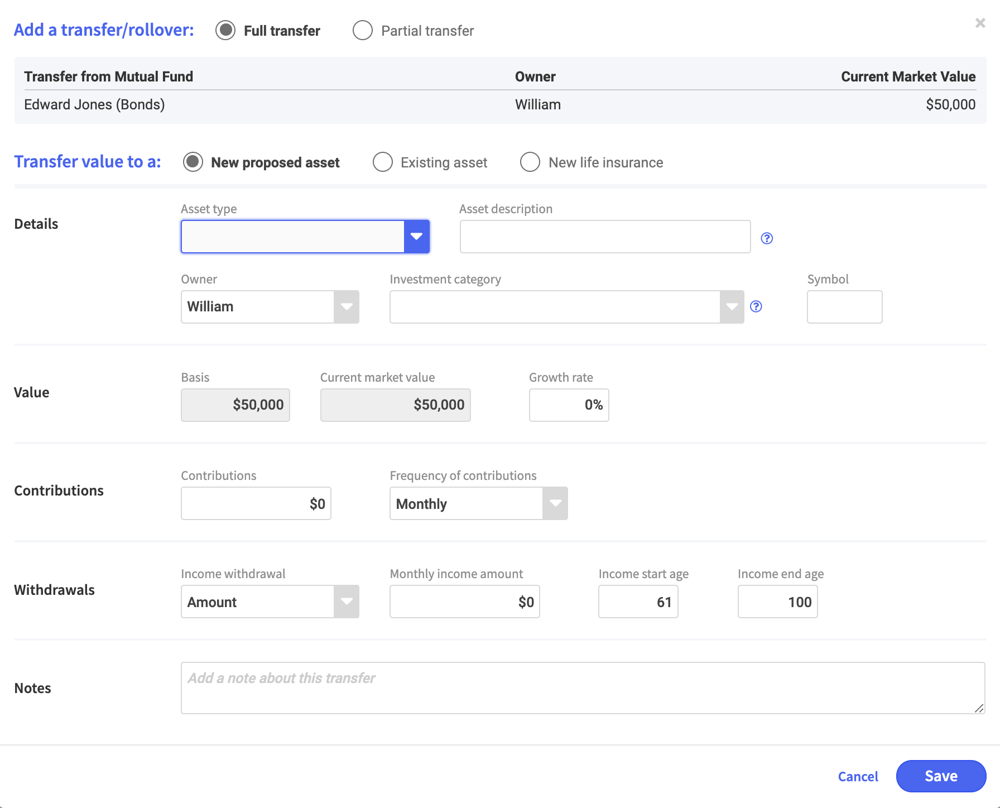 Add a transfer/rollover: Full transfer Partial transfer ×
Transfer from Mutual Fund Owner Current Market Value
Edward Jones (Bonds) William $50,000
Transfer value to a: New proposed asset Existing asset New life insurance
Asset type Asset description
Details
?
Owner Investment category Symbol
William ?
Basis Current market value Growth rate
Value $50,000 $50,000 0%
Contributions Frequency of contributions
Contributions $0 Monthly
Income withdrawal Monthly income amount Income start age Income end age
Withdrawals Amount $0 61 100
Add a note about this transfer
Notes
Cancel Save